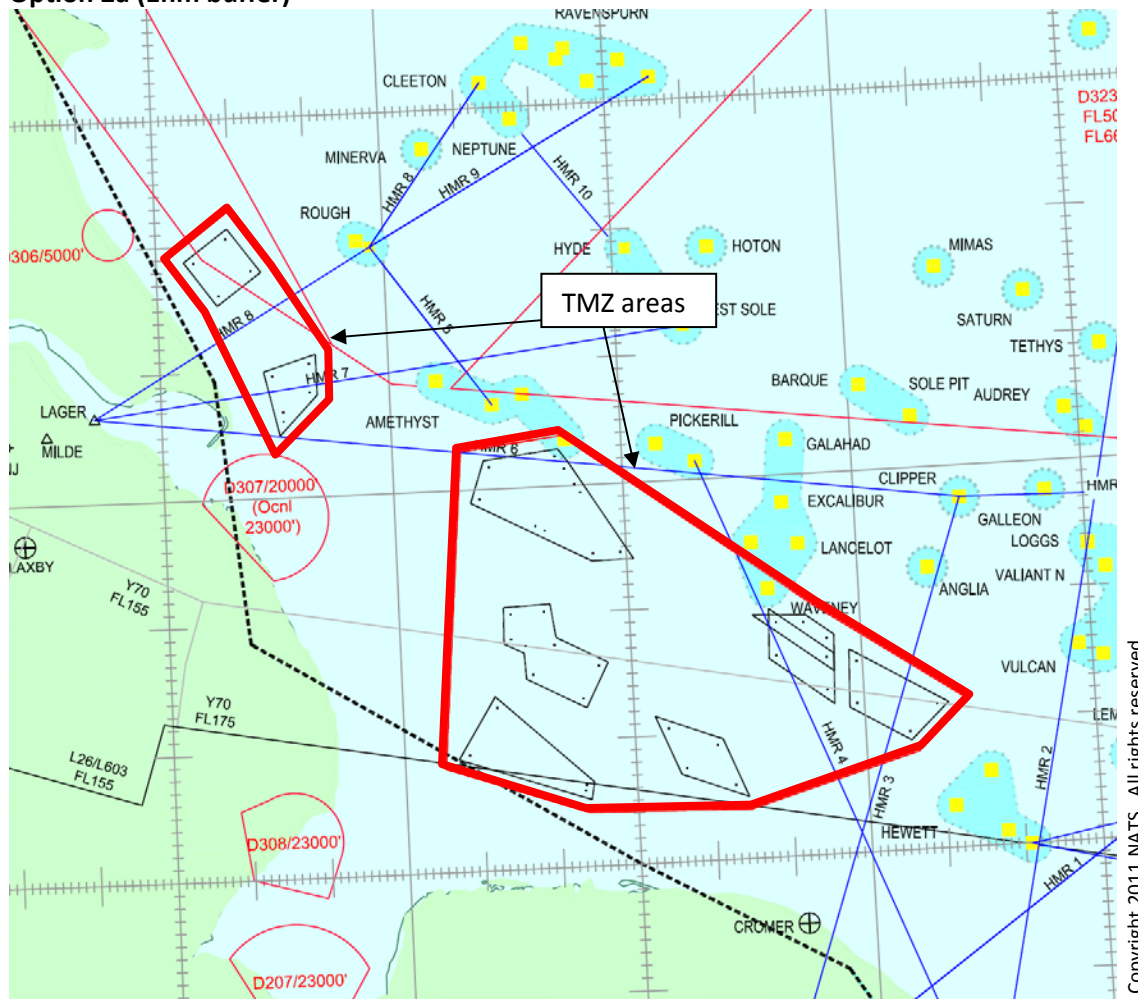 RAVENSPURN
CLEETON
D323
FL50
FL66
MINERVA
NEPTUNE
HMR 8
HMR 9
HMR 10
ROUGH
HYDE
HOTON
MIMAS
306/5000'
TMZ areas
EST SOLE
SATURN
TETHYS
HMR 8
HMR 5
HMR 7
BARQUE
SOLE PIT
AUDREY
LAGER
MILDE
AMETHYST
PICKERILL
GALAHAD
HMR 6
CLIPPER
HMR
D307/20000'
(Ocnl
23000')
EXCALIBUR
GALLEON
LOGGS
LANCELOT
VALIANT N
ANGLIA
LAXBY
Y70
FL155
WAVENEY
VULCAN
Y70
FL175
LEM
L26/L603
FL155
HMR 4
HMR 3
HMR 2
HEWETT
D308/23000'
HMR 1
CROMER
D207/23000'
Copyright 2011 NATS. All rights reserved